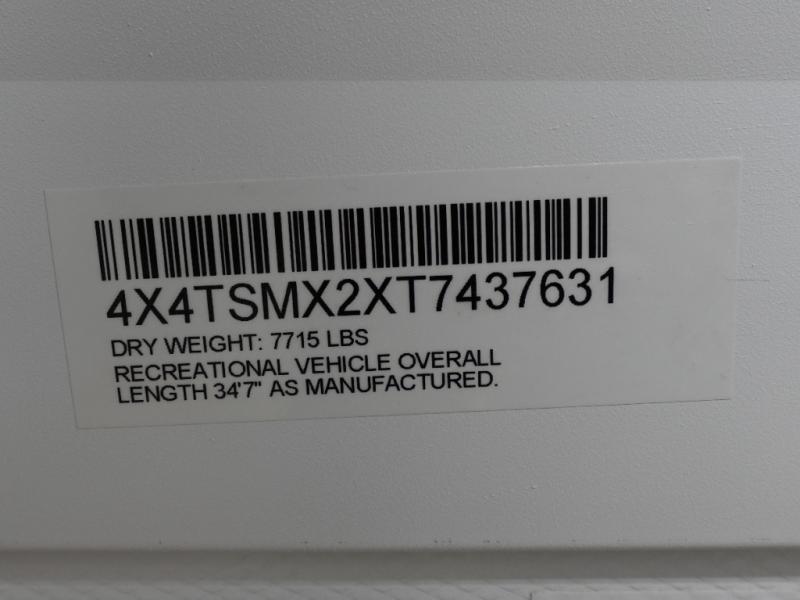 4X4TSMX2XT7437631
DRY WEIGHT: 7715 LBS
RECREATIONAL VEHICLE OVERALL
LENGTH 34'7" AS MANUFACTURED.